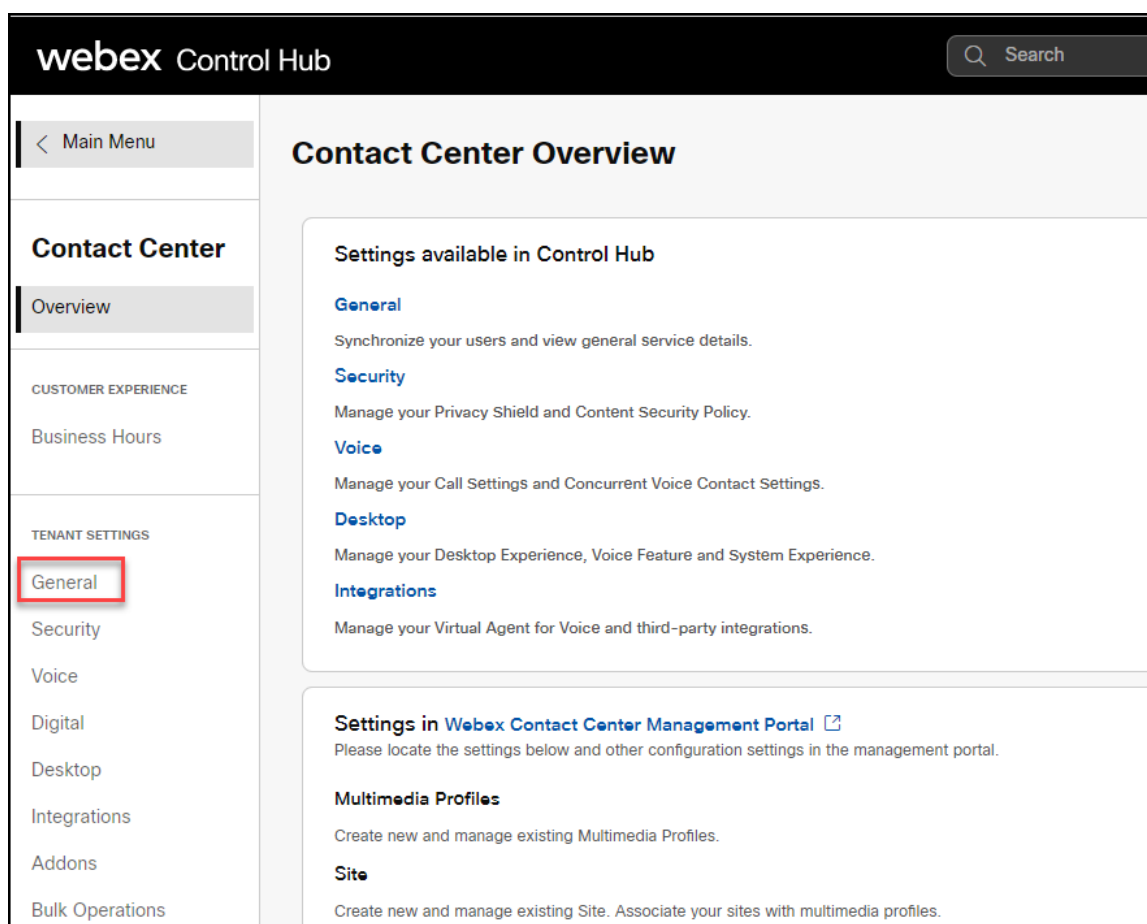 webex Control Hub
Search
Main Menu
Contact Center
Overview
CUSTOMER EXPERIENCE
Business Hours
TENANT SETTINGS
General
Security
Voice
Digital
Desktop
Integrations
Addons
Bulk Operations
Contact Center Overview
Settings available in Control Hub
General
Synchronize your users and view general service details.
Security
Manage your Privacy Shield and Content Security Policy.
Voice
Manage your Call Settings and Concurrent Voice Contact Settings.
Desktop
Manage your Desktop Experience, Voice Feature and System Experience.
Integrations
Manage your Virtual Agent for Voice and third-party integrations.
Settings in Webex Contact Center Management Portal
Please locate the settings below and other configuration settings in the management portal.
Multimedia Profiles
Create new and manage existing Multimedia Profiles.
Site
Create new and manage existing Site. Associate your sites with multimedia profiles.